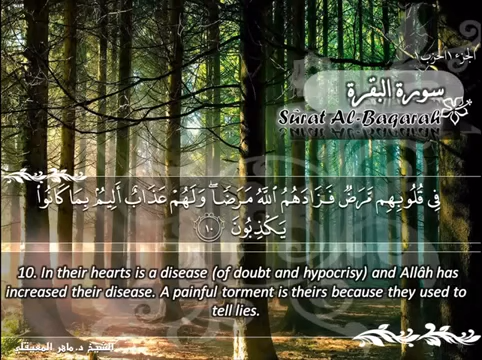 الجزء ١ الحزب ١
سورة البقرة
Sûrat Al-Baqarah
فِي قُلُوبِهِم مَّرَضٌ فَزَادَهُمُ ٱللَّهُ مَرَضًا ۖ وَلَهُمْ عَذَابٌ أَلِيمٌۢ بِمَا كَانُوا۟
يَكْذِبُونَ ١٠
10. In their hearts is a disease (of doubt and hypocrisy) and Allâh has
increased their disease. A painful torment is theirs because they used to
tell lies.
الشيخ د. ماهر المعيقلي